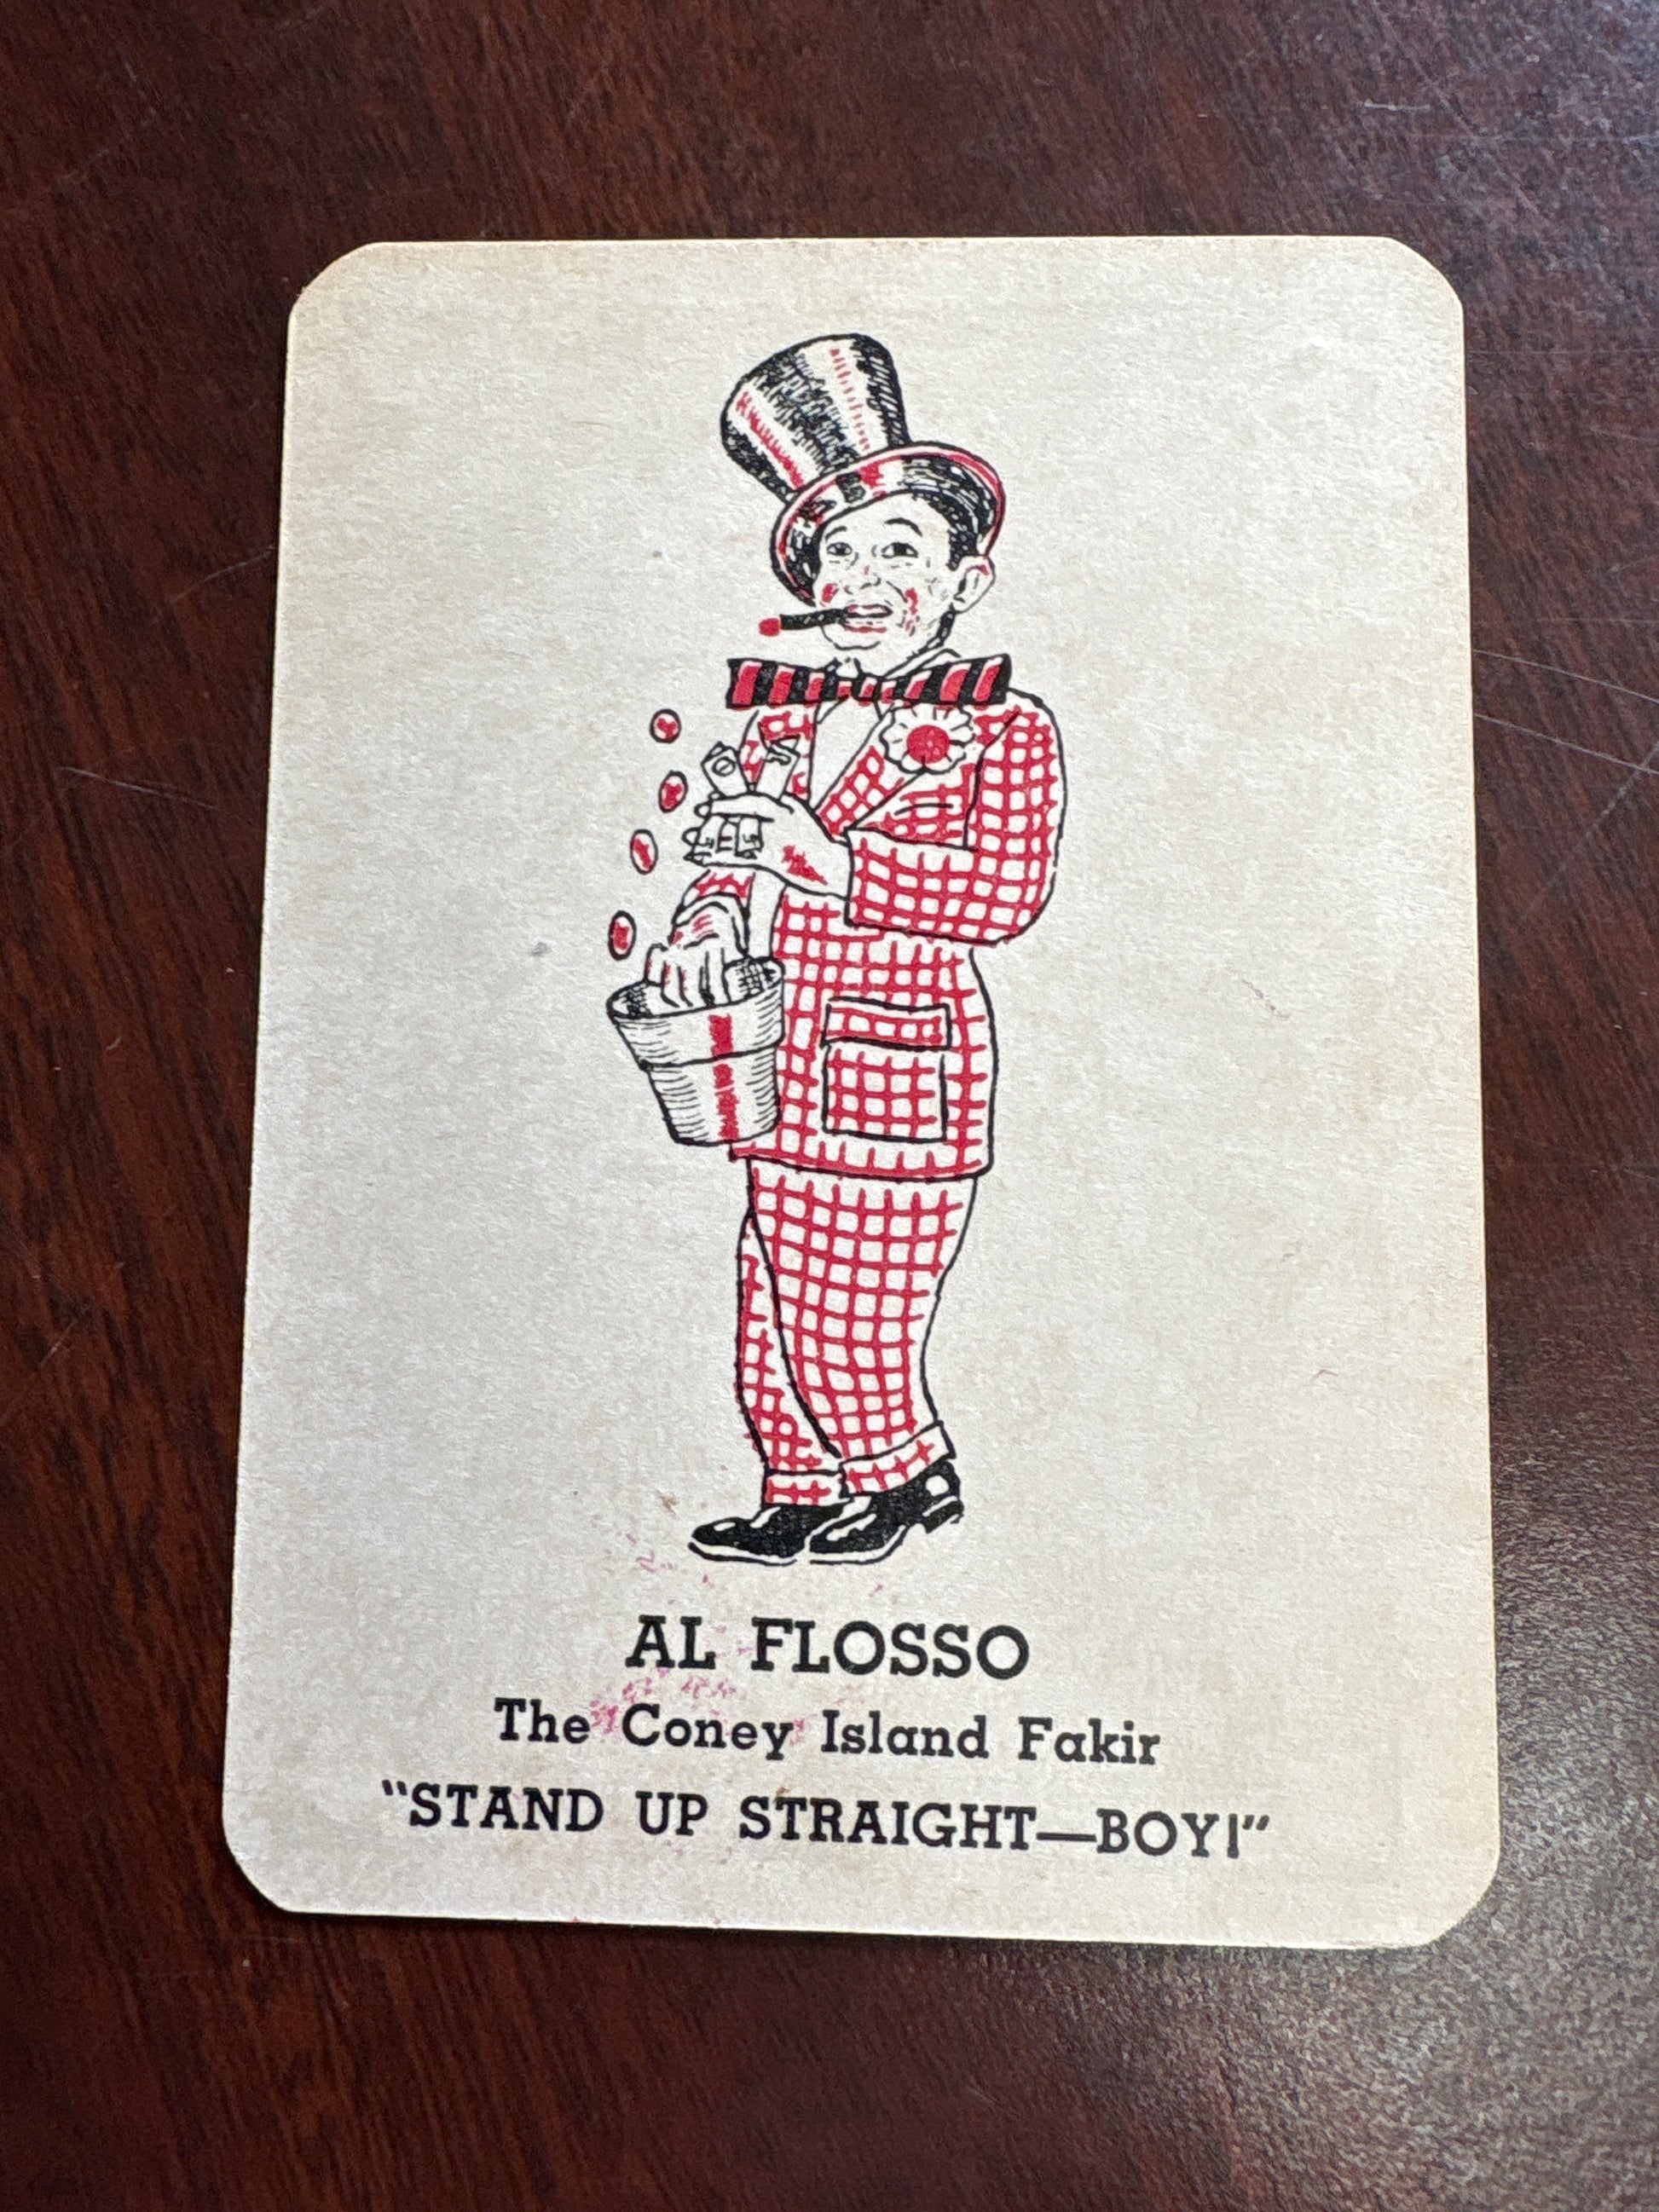 AL FLOSSO
The Coney Island Fakir
"STAND UP STRAIGHT—BOY!"